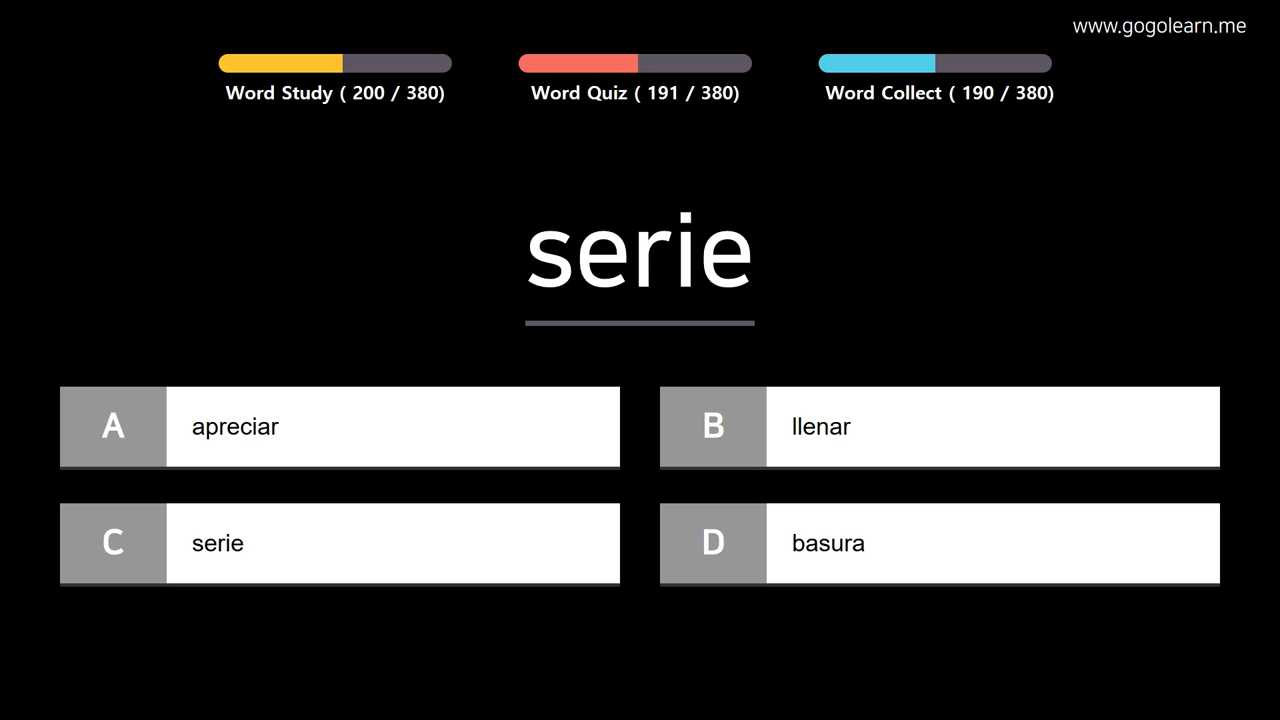 www.gogolearn.me
Word Study ( 200 / 380)
Word Quiz ( 191 / 380)
Word Collect ( 190 / 380)
serie
A
apreciar
B
llenar
C
serie
D
basura